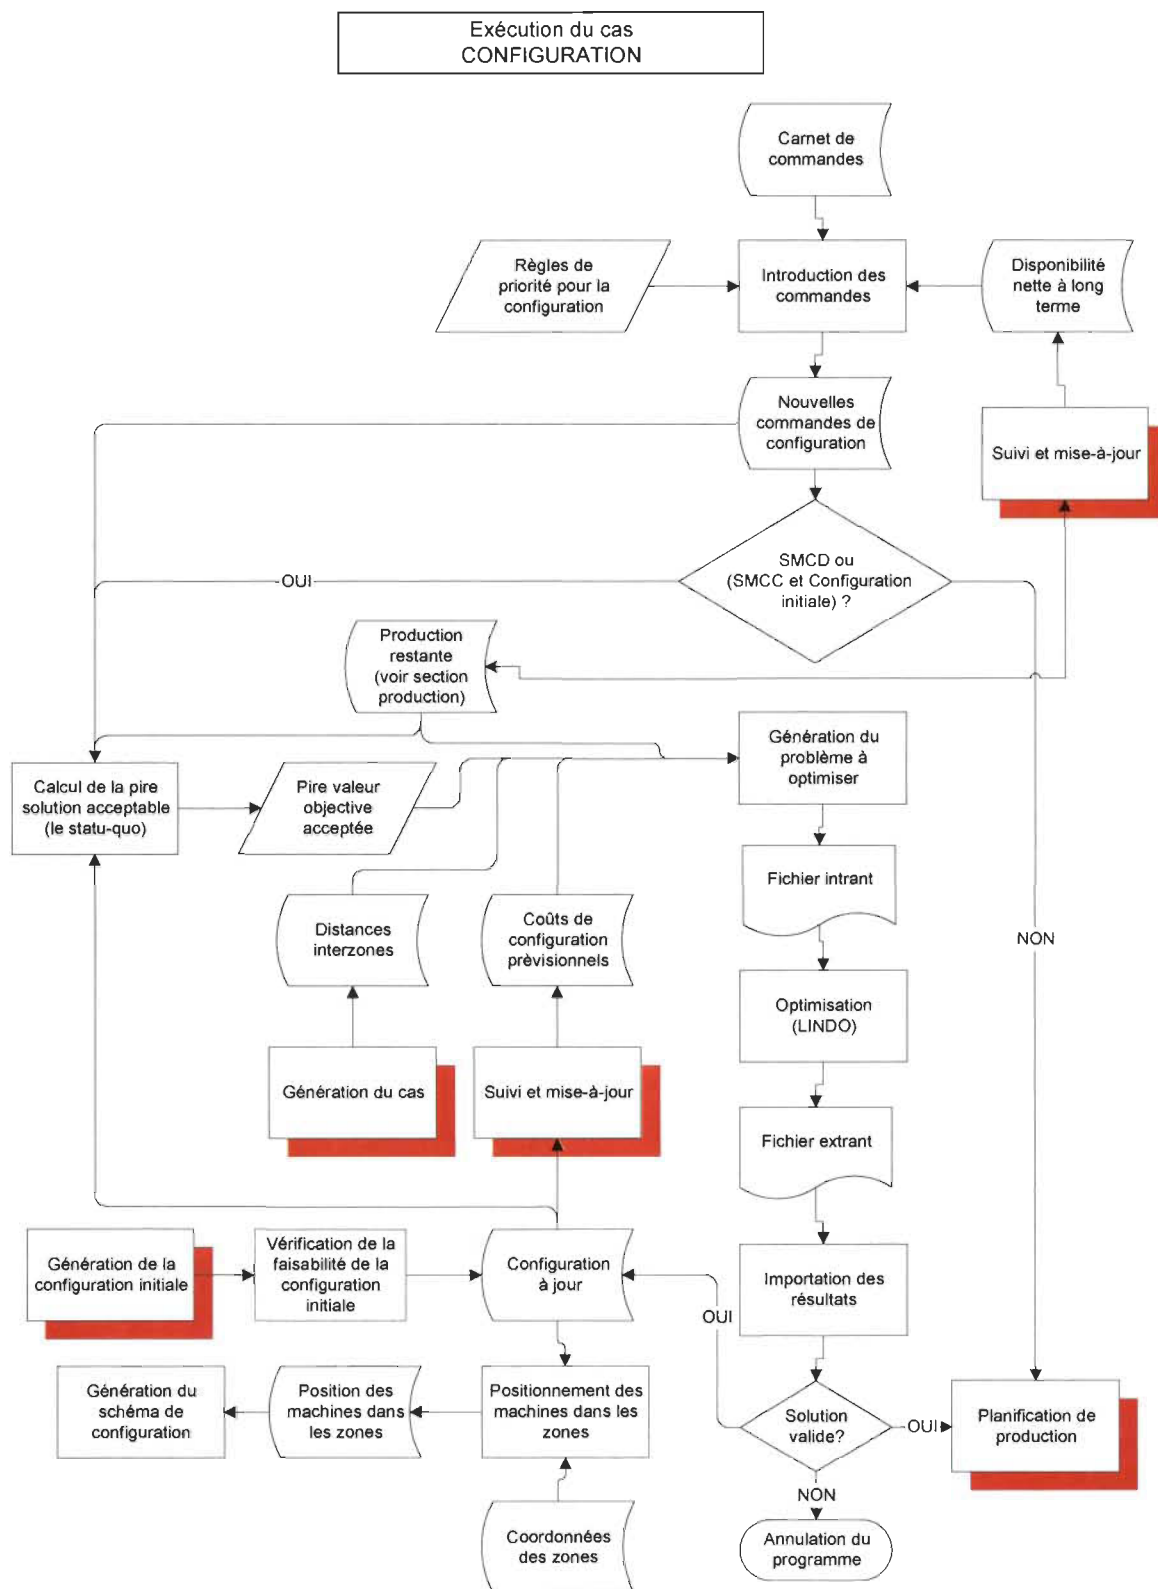 Exécution du cas
CONFIGURATION
Carnet de
commandes
Règles de
priorité pour la
configuration
Introduction des
commandes
Disponibilité
nette à long
terme
Nouvelles
commandes de
configuration
Suivi et mise-à-jour
SMCD ou
(SMCC et Configuration
initiale) ?
OUI
Production
restante
(voir section
production)
Génération du
problème à
optimiser
Calcul de la pire
solution acceptable
(le statu-quo)
Pire valeur
objective
acceptée
Fichier intrant
Distances
interzones
Coûts de
configuration
prèvisionnels
NON
Optimisation
(LINDO)
Génération du cas
Suivi et mise-à-jour
Fichier extrant
Génération de la
configuration initiale
Vérification de la
faisabilité de la
configuration
initiale
Configuration
à jour
Importation des
résultats
OUI
Génération du
schéma de
configuration
Position des
machines dans
les zones
Positionnement des
machines dans les
zones
Solution
valide?
OUI
Planification de
production
NON
Coordonnées
des zones
Annulation du
programme